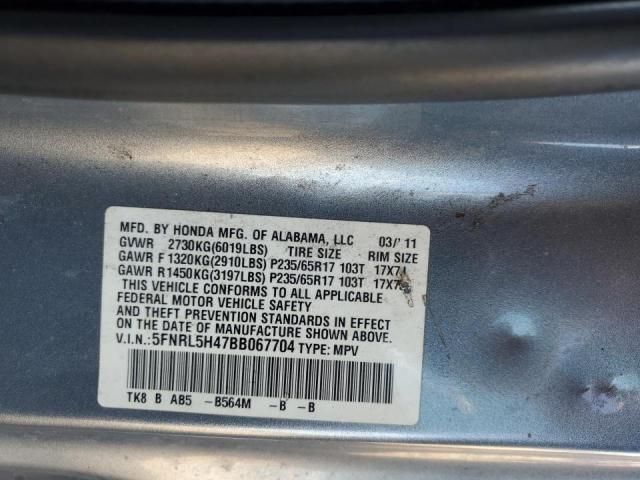 MFD. BY HONDA MFG. OF ALABAMA, LLC 03/'11
GVWR 2730KG(6019LBS) TIRE SIZE RIM SIZE
GAWR F 1320KG(2910LBS) P235/65R17 103T 17X7J
GAWR R 1450KG(3197LBS) P235/65R17 103T 17X7J
THIS VEHICLE CONFORMS TO ALL APPLICABLE
FEDERAL MOTOR VEHICLE SAFETY
AND THEFT PREVENTION STANDARDS IN EFFECT
ON THE DATE OF MANUFACTURE SHOWN ABOVE.
V.I.N.:5FNRL5H47BB067704 TYPE: MPV
TK8 B AB5 -B564M -B -B